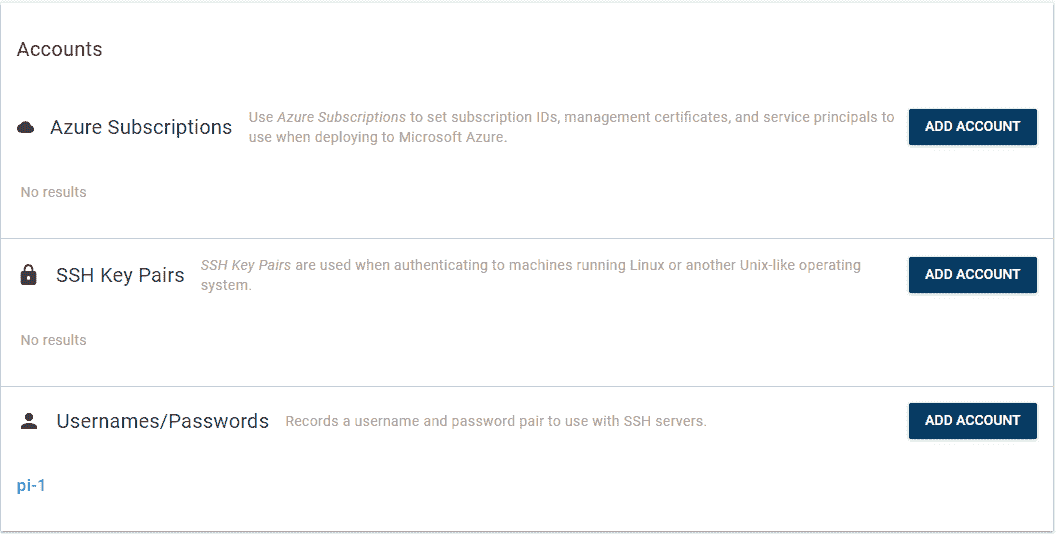 Accounts
Azure Subscriptions
Use Azure Subscriptions to set subscription IDs, management certificates, and service principals to
use when deploying to Microsoft Azure.
ADD ACCOUNT
No results
SSH Key Pairs
SSH Key Pairs are used when authenticating to machines running Linux or another Unix-like operating
system.
ADD ACCOUNT
No results
Usernames/Passwords
Records a username and password pair to use with SSH servers.
ADD ACCOUNT
pi-1